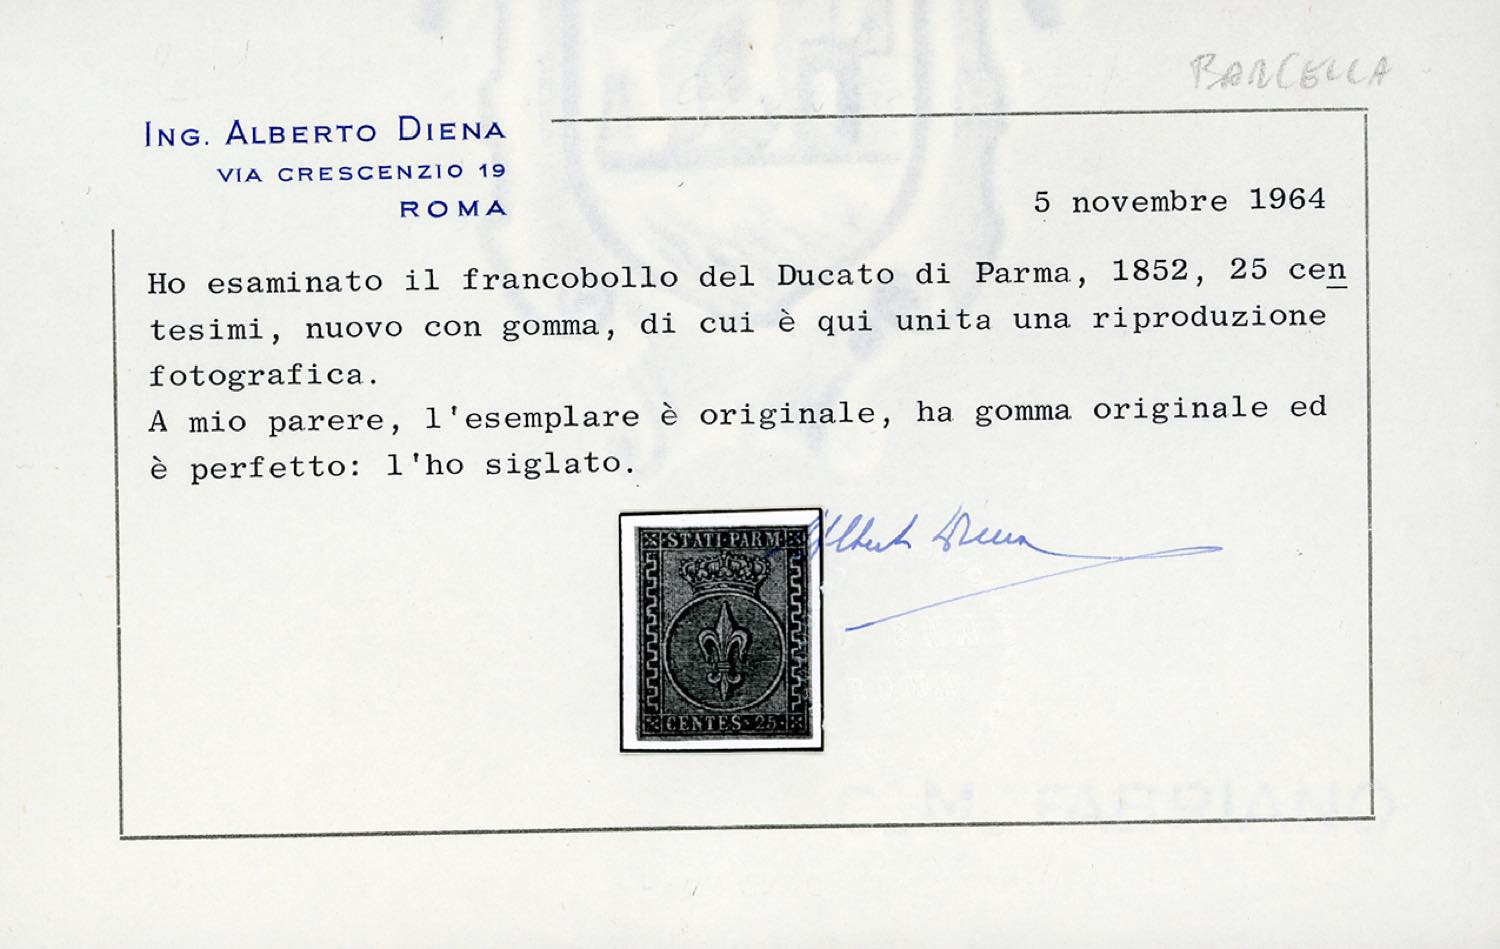 BARCELLA
ING. ALBERTO DIENA
VIA CRESCENZIO 19
ROMA
5 novembre 1964
Ho esaminato il francobollo del Ducato di Parma, 1852, 25 cen
tesimi, nuovo con gomma, di cui è qui unita una riproduzione
fotografica.
A mio parere, l'esemplare è originale, ha gomma originale ed
è perfetto: l'ho siglato.
Alberto Diena
STATI PARM
CENTES 25